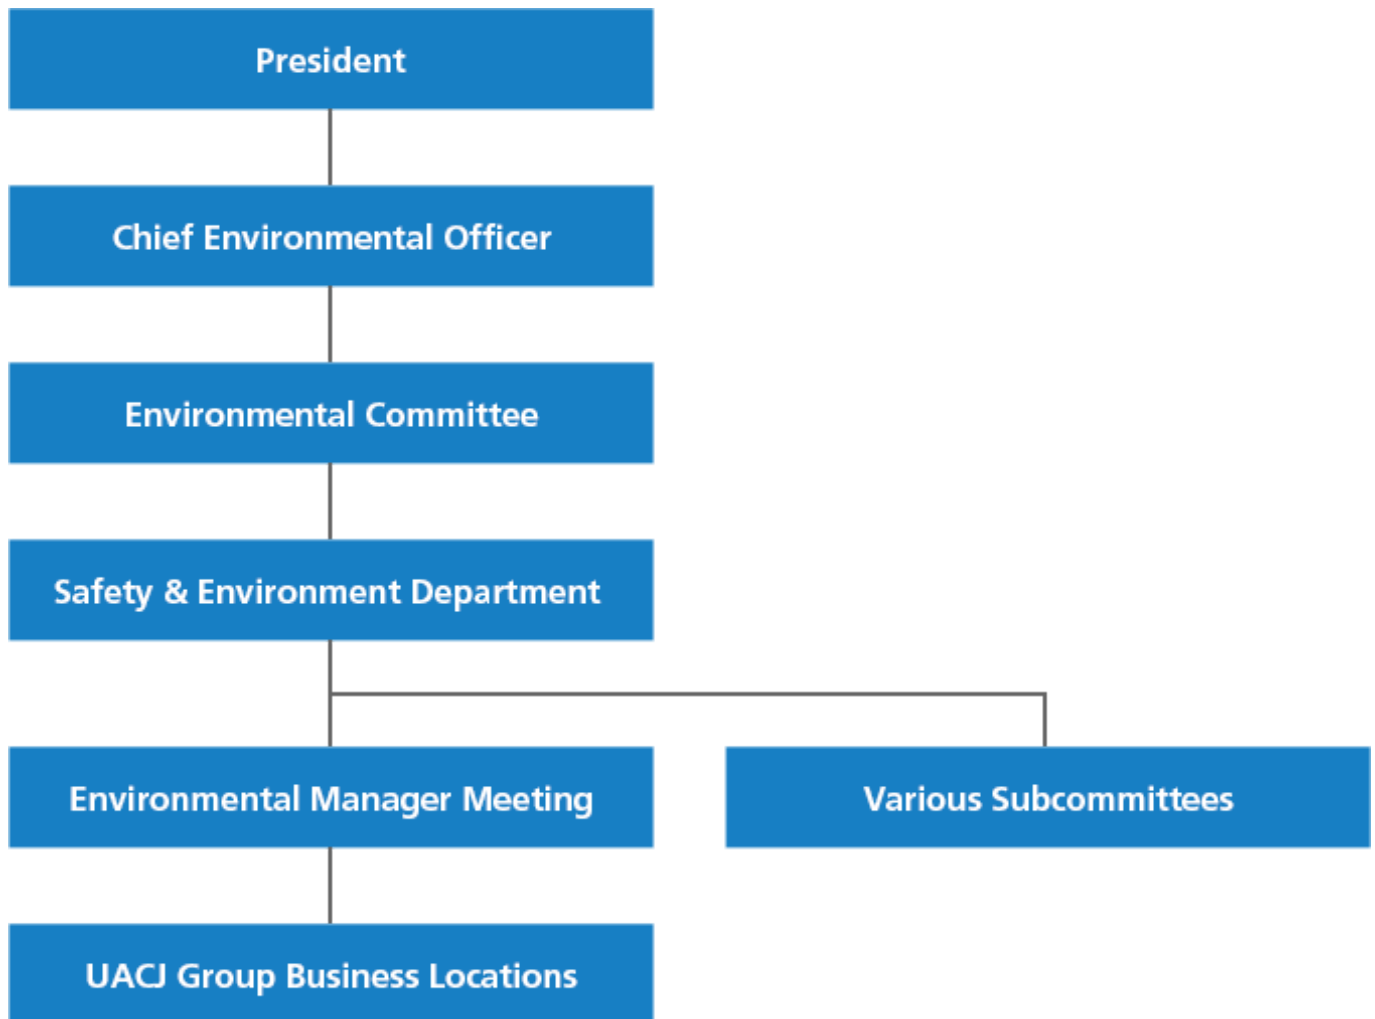 President
Chief Environmental Officer
Environmental Committee
Safety & Environment Department
Environmental Manager Meeting
Various Subcommittees
UACJ Group Business Locations